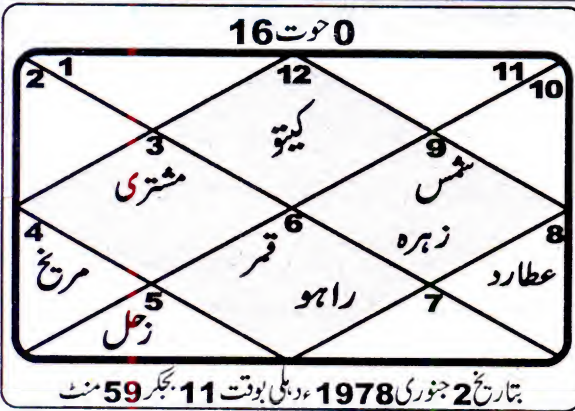 0 حوت 16
12
1
2
11
10
کیتو
3
9
مشتری
شمس
6
زہرہ
4
8
قمر
مریخ
عطارد
راہو
5
7
زحل
بتاریخ 2 جنوری 1978ء دہلی بوقت 11 بجکر 59 منٹ